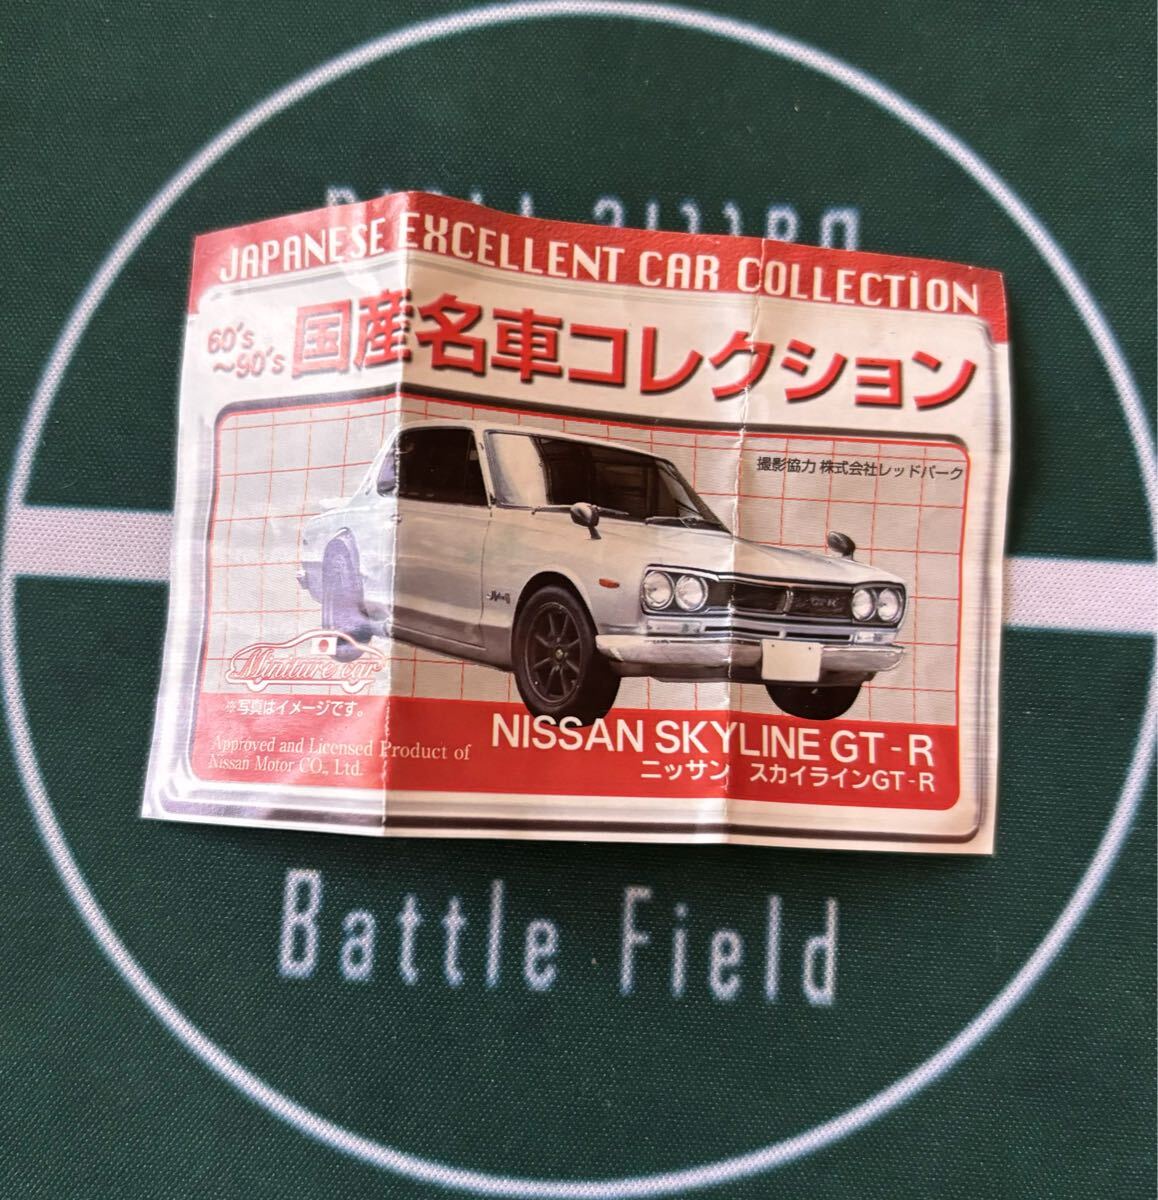 JAPANESE EXCELLENT CAR COLLECTION
60's
～90's
国産名車コレクション
撮影協力 株式会社レッドパーク
GT-R
Miniture car
※写真はイメージです。
Approved and Licensed Product of
Nissan Motor CO., Ltd.
NISSAN SKYLINE GT-R
ニッサン スカイラインGT-R
Battle Field